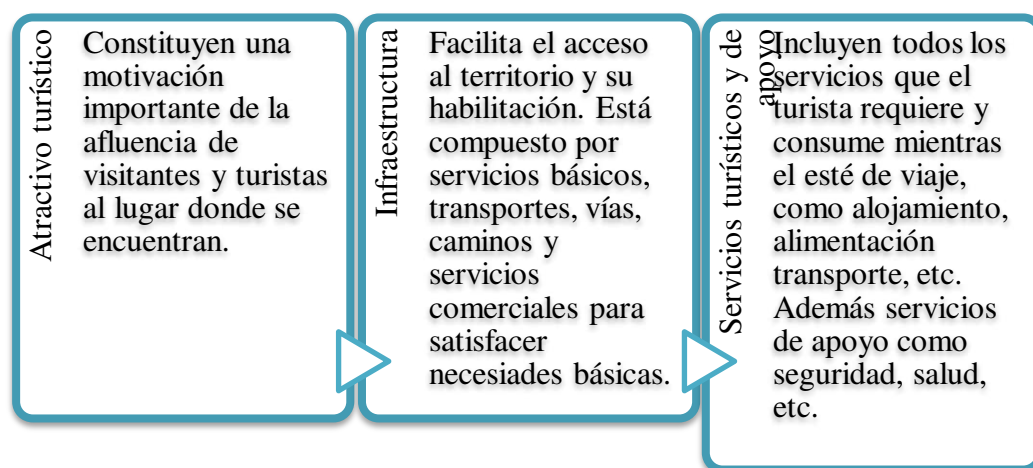 Atractivo turístico
Constituyen una
motivación
importante de la
afluencia de
visitantes y turistas
al lugar donde se
encuentran.
Infraestructura
Facilita el acceso
al territorio y su
habilitación. Está
compuesto por
servicios básicos,
transportes, vías,
caminos y
servicios
comerciales para
satisfacer
necesiades básicas.
Servicios turísticos y de
apoyo
Incluyen todos los
servicios que el
turista requiere y
consume mientras
el esté de viaje,
como alojamiento,
alimentación
transporte, etc.
Además servicios
de apoyo como
seguridad, salud,
etc.